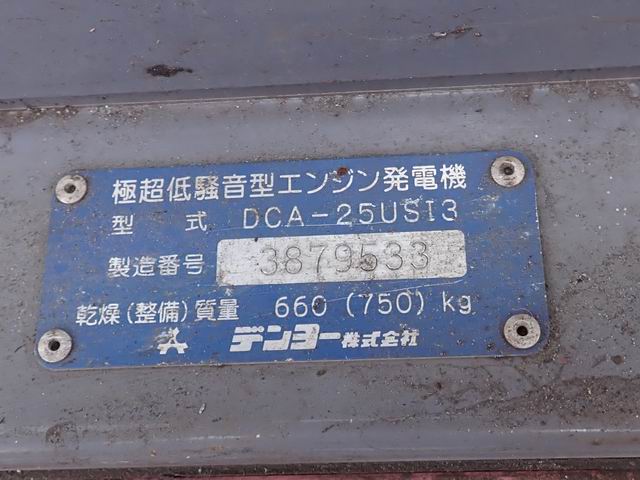 極超低騒音型エンジン発電機
型式 DCA-25USI3
製造番号 3879533
乾燥(整備)質量 660(750)kg
デンヨー株式会社